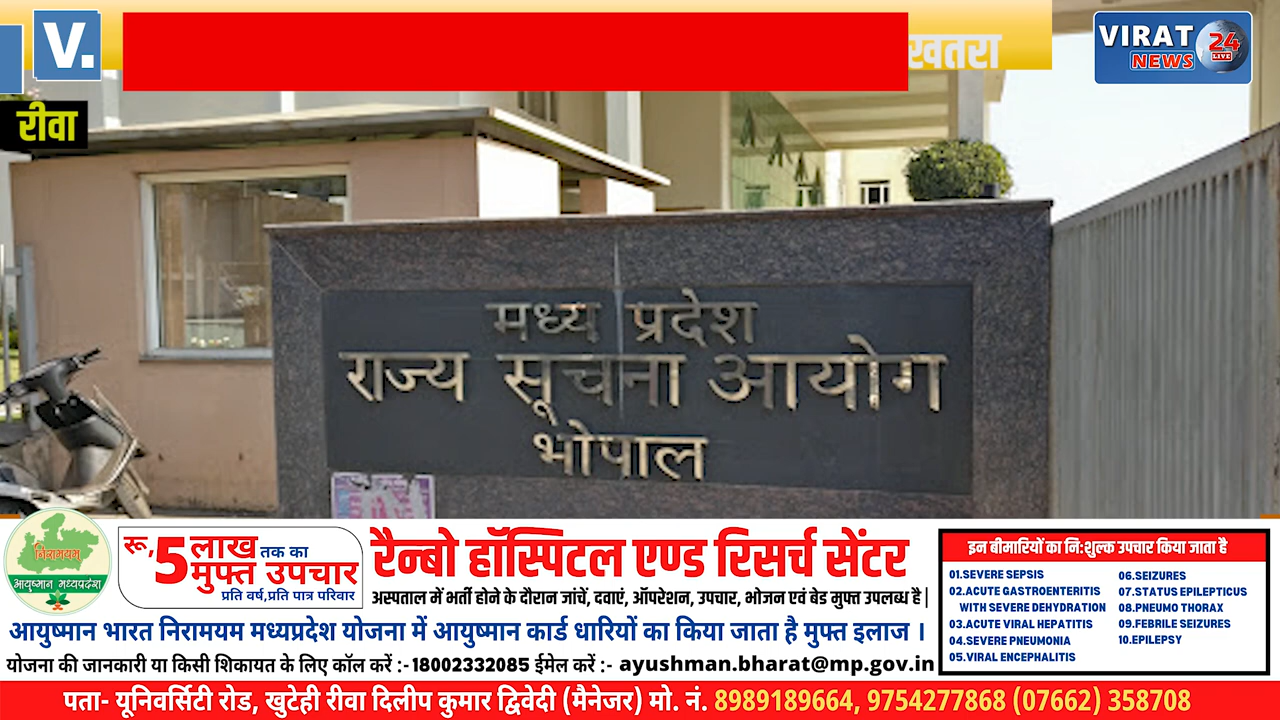 V.
खतरा
VIRAT
NEWS
24
LIVE
रीवा
मध्य प्रदेश
राज्य सूचना आयोग
भोपाल
निरामयम्
आयुष्मान मध्यप्रदेश
रू,5 लाख तक का
मुफ्त उपचार
प्रति वर्ष,प्रति पात्र परिवार
रैन्बो हॉस्पिटल एण्ड रिसर्च सेंटर
अस्पताल में भर्ती होने के दौरान जांचें, दवाएं, ऑपरेशन, उपचार, भोजन एवं बेड मुफ्त उपलब्ध है |
आयुष्मान भारत निरामयम मध्यप्रदेश योजना में आयुष्मान कार्ड धारियों का किया जाता है मुफ्त इलाज ।
योजना की जानकारी या किसी शिकायत के लिए कॉल करें :- 18002332085 ईमेल करें :- ayushman.bharat@mp.gov.in
इन बीमारियों का नि:शुल्क उपचार किया जाता है
01.SEVERE SEPSIS
02.ACUTE GASTROENTERITIS
WITH SEVERE DEHYDRATION
03.ACUTE VIRAL HEPATITIS
04.SEVERE PNEUMONIA
05.VIRAL ENCEPHALITIS
06.SEIZURES
07.STATUS EPILEPTICUS
08.PNEUMO THORAX
09.FEBRILE SEIZURES
10.EPILEPSY
पता- यूनिवर्सिटी रोड, खुटेही रीवा दिलीप कुमार द्विवेदी (मैनेजर) मो. नं. 8989189664, 9754277868 (07662) 358708